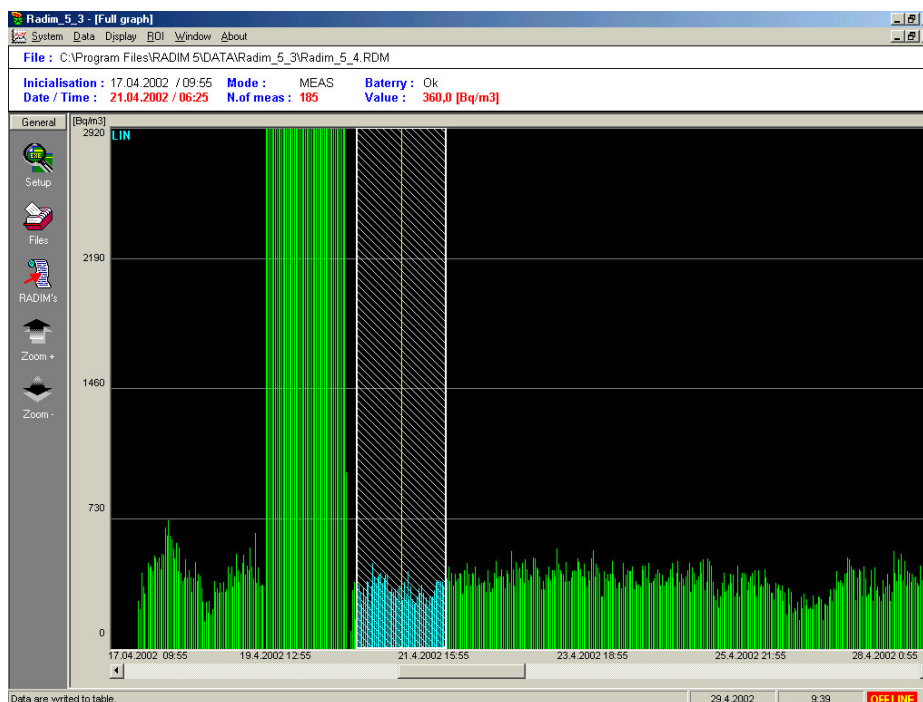 Radim_5_3 - [Full graph]
System Data Display ROI Window About
File : C:\Program Files\RADIM 5\DATA\Radim_5_3\Radim_5_4.RDM
Inicialisation : 17.04.2002 / 09:55 Mode : MEAS Baterry : Ok
Date / Time : 21.04.2002 / 06:25 N.of meas : 185 Value : 360,0 [Bq/m3]
General
[Bq/m3]
2920
LIN
EXE
Setup
Files
2190
RADIM's
Zoom +
1460
Zoom -
730
0
17.04.2002 09:55 19.4.2002 12:55 21.4.2002 15:55 23.4.2002 18:55 25.4.2002 21:55 28.4.2002 0:55
Data are writed to table. 29.4.2002 9:39 OFFLINE